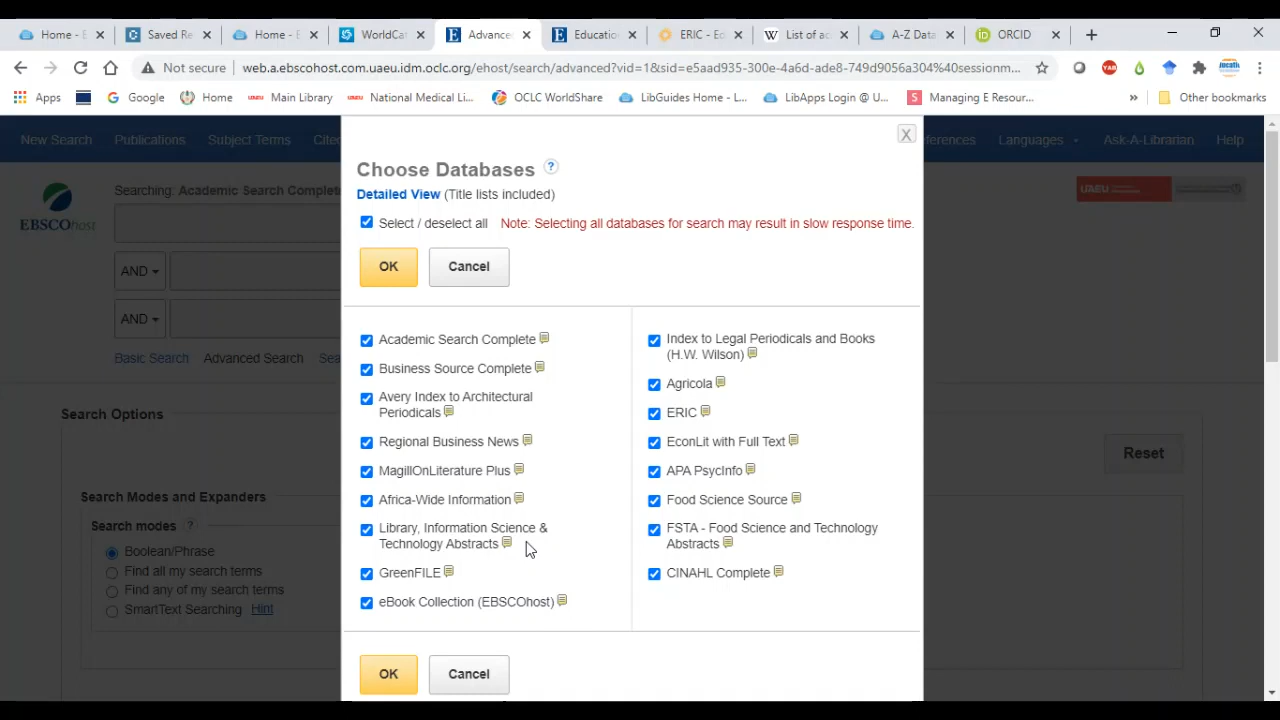 Home - E
Saved Re
Home - E
WorldCa
Advance
Educatio
ERIC - Ed
List of ac
A-Z Data
ORCID
Not secure
web.a.ebscohost.com.uaeu.idm.oclc.org/ehost/search/advanced?vid=1&sid=e5aad935-300e-4a6d-ade8-749d9056a304%40sessionm...
Apps
Google
Home
Main Library
National Medical Li...
OCLC WorldShare
LibGuides Home - L...
LibApps Login @ U...
Managing E Resour...
»
Other bookmarks
New Search
Publications
Subject Terms
Cite
ferences
Languages
Ask-A-Librarian
Help
EBSCOhost
Searching: Academic Search Complet
UAEU
AND
AND
Basic Search
Advanced Search
Sea
Search Options
Reset
Search Modes and Expanders
Search modes ?
Boolean/Phrase
Find all my search terms
Find any of my search terms
SmartText Searching Hint
X
Choose Databases ?
Detailed View (Title lists included)
Select / deselect all Note: Selecting all databases for search may result in slow response time.
OK
Cancel
Academic Search Complete
Business Source Complete
Avery Index to Architectural
Periodicals
Regional Business News
MagillOnLiterature Plus
Africa-Wide Information
Library, Information Science &
Technology Abstracts
GreenFILE
eBook Collection (EBSCOhost)
Index to Legal Periodicals and Books
(H.W. Wilson)
Agricola
ERIC
EconLit with Full Text
APA PsycInfo
Food Science Source
FSTA - Food Science and Technology
Abstracts
CINAHL Complete
OK
Cancel